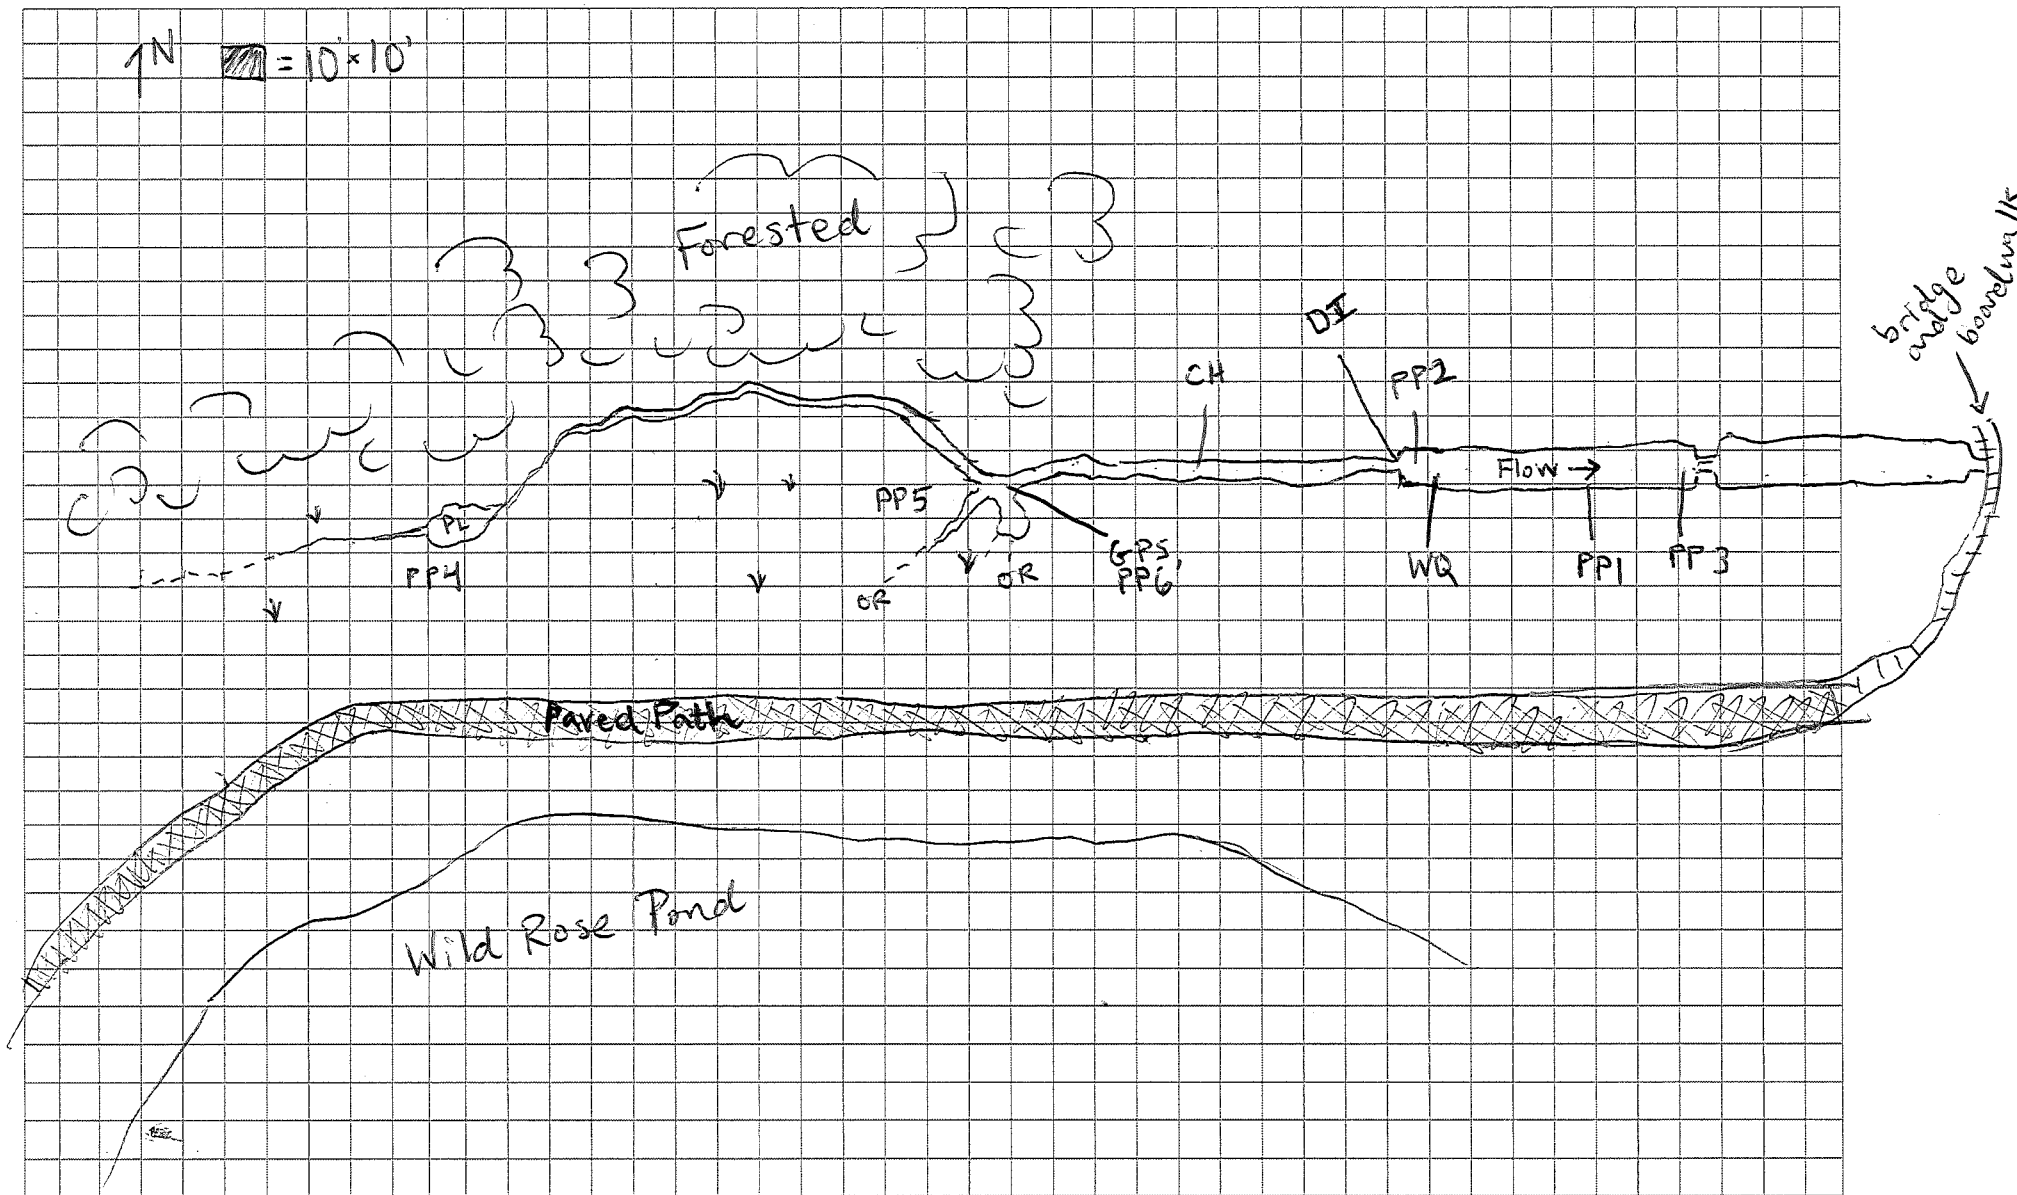 ↑N = 10' × 10'
Forested
bridge
and
boardwalk
DI
CH
PP2
Flow →
PP5
PL
PP4
GPS,
PP6
OR
OR
WQ
PP1
PP3
Paved Path
Wild Rose Pond